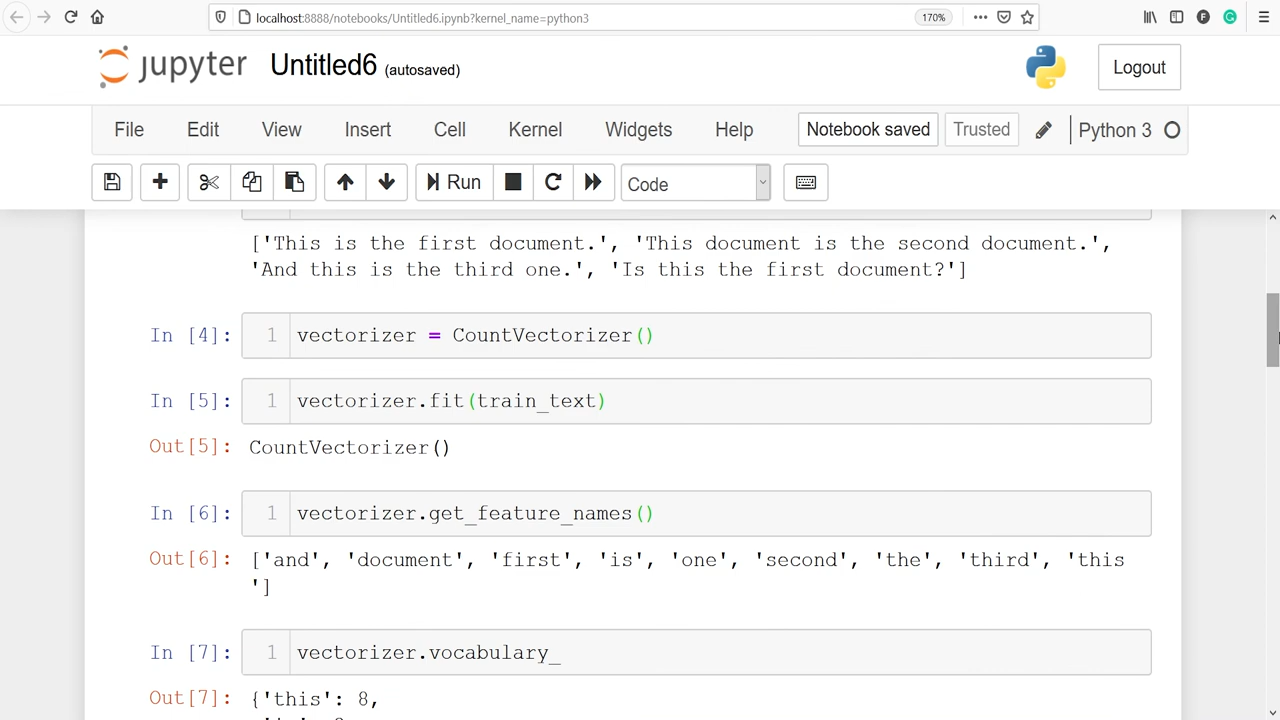 localhost:8888/notebooks/Untitled6.ipynb?kernel_name=python3 170%
jupyter Untitled6 (autosaved) Logout
File Edit View Insert Cell Kernel Widgets Help Notebook saved Trusted Python 3
Run Code
['This is the first document.', 'This document is the second document.',
'And this is the third one.', 'Is this the first document?']
In [4]: 1 vectorizer = CountVectorizer()
In [5]: 1 vectorizer.fit(train_text)
Out[5]: CountVectorizer()
In [6]: 1 vectorizer.get_feature_names()
Out[6]: ['and', 'document', 'first', 'is', 'one', 'second', 'the', 'third', 'this
']
In [7]: 1 vectorizer.vocabulary_
Out[7]: {'this': 8,